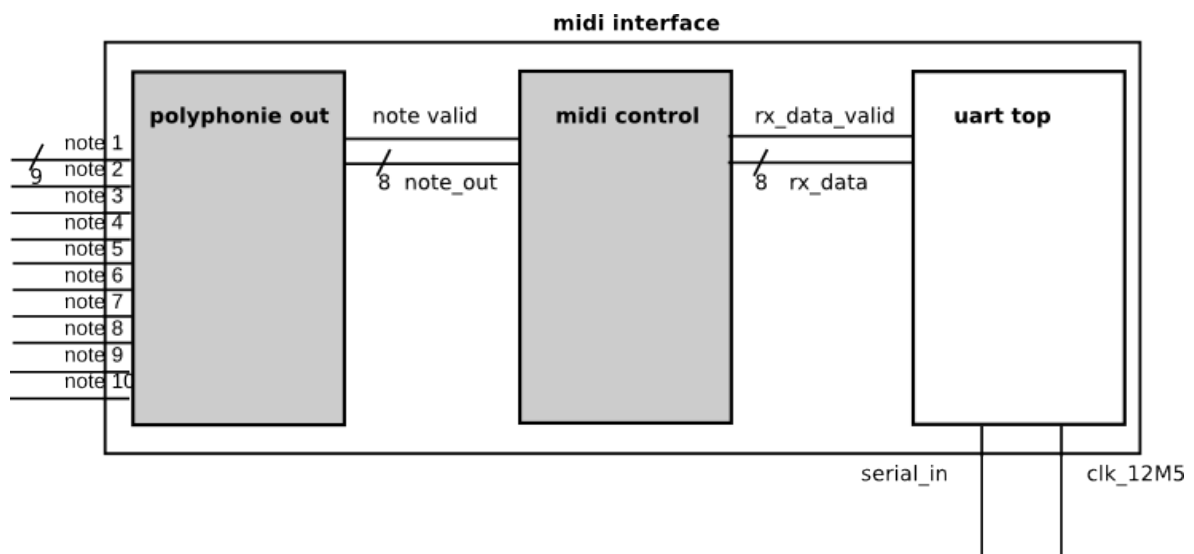 midi interface
polyphonie out
note valid
midi control
rx_data_valid
uart top
note 1
9
note 2
8 note_out
8 rx_data
note 3
note 4
note 5
note 6
note 7
note 8
note 9
note 10
serial_in
clk_12M5